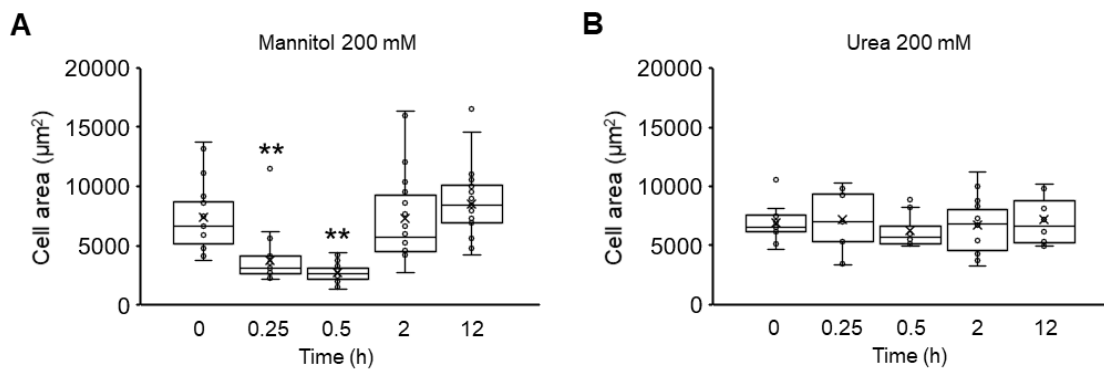 A
Mannitol 200 mM
Cell area (µm²)
20000
15000
10000
5000
0
**
**
0 0.25 0.5 2 12
Time (h)
B
Urea 200 mM
Cell area (µm²)
20000
15000
10000
5000
0
0 0.25 0.5 2 12
Time (h)